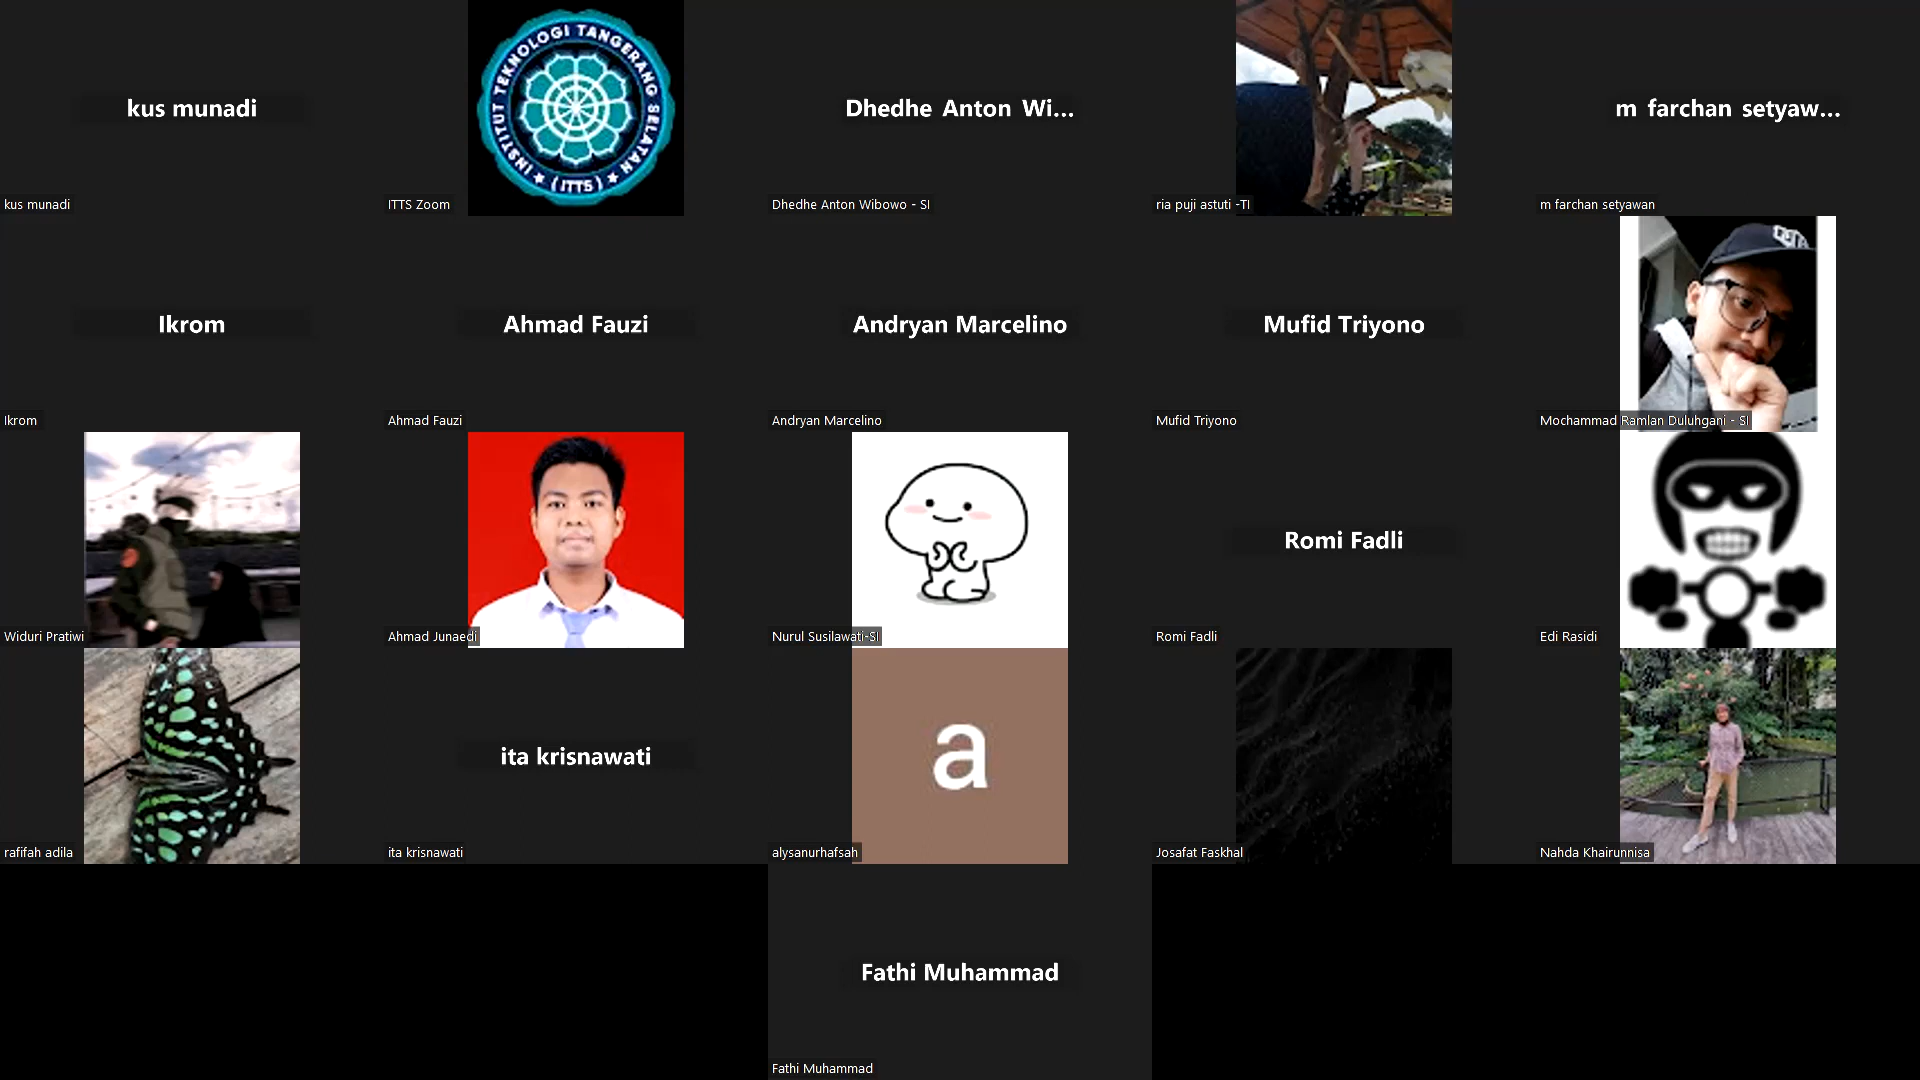 kus munadi
kus munadi
INSTITUT TEKNOLOGI TANGERANG SELATAN
★ (ITTS) ★
ITTS Zoom
Dhedhe Anton Wi...
Dhedhe Anton Wibowo - SI
ria puji astuti -TI
m farchan setyaw...
m farchan setyawan
Ikrom
Ikrom
Ahmad Fauzi
Ahmad Fauzi
Andryan Marcelino
Andryan Marcelino
Mufid Triyono
Mufid Triyono
Mochammad Ramlan Duluhgani - SI
Widuri Pratiwi
Ahmad Junaedi
Nurul Susilawati-SI
Romi Fadli
Romi Fadli
Edi Rasidi
rafifah adila
ita krisnawati
ita krisnawati
a
alysanurhafsah
Josafat Faskhal
Nahda Khairunnisa
Fathi Muhammad
Fathi Muhammad